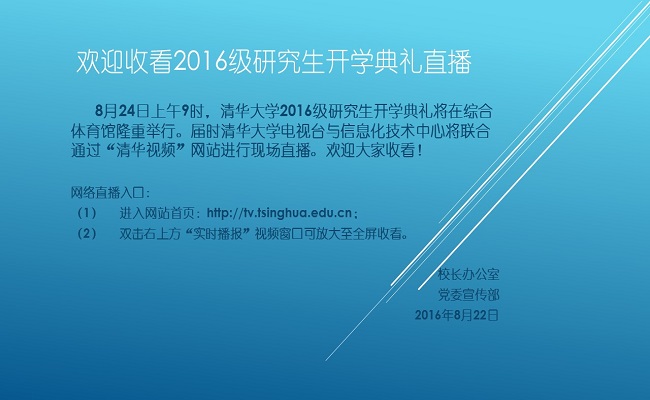 欢迎收看2016级研究生开学典礼直播
8月24日上午9时，清华大学2016级研究生开学典礼将在综合
体育馆隆重举行。届时清华大学电视台与信息化技术中心将联合
通过“清华视频”网站进行现场直播。欢迎大家收看！
网络直播入口：
（1） 进入网站首页：http://tv.tsinghua.edu.cn；
（2） 双击右上方“实时播报”视频窗口可放大至全屏收看。
校长办公室
党委宣传部
2016年8月22日